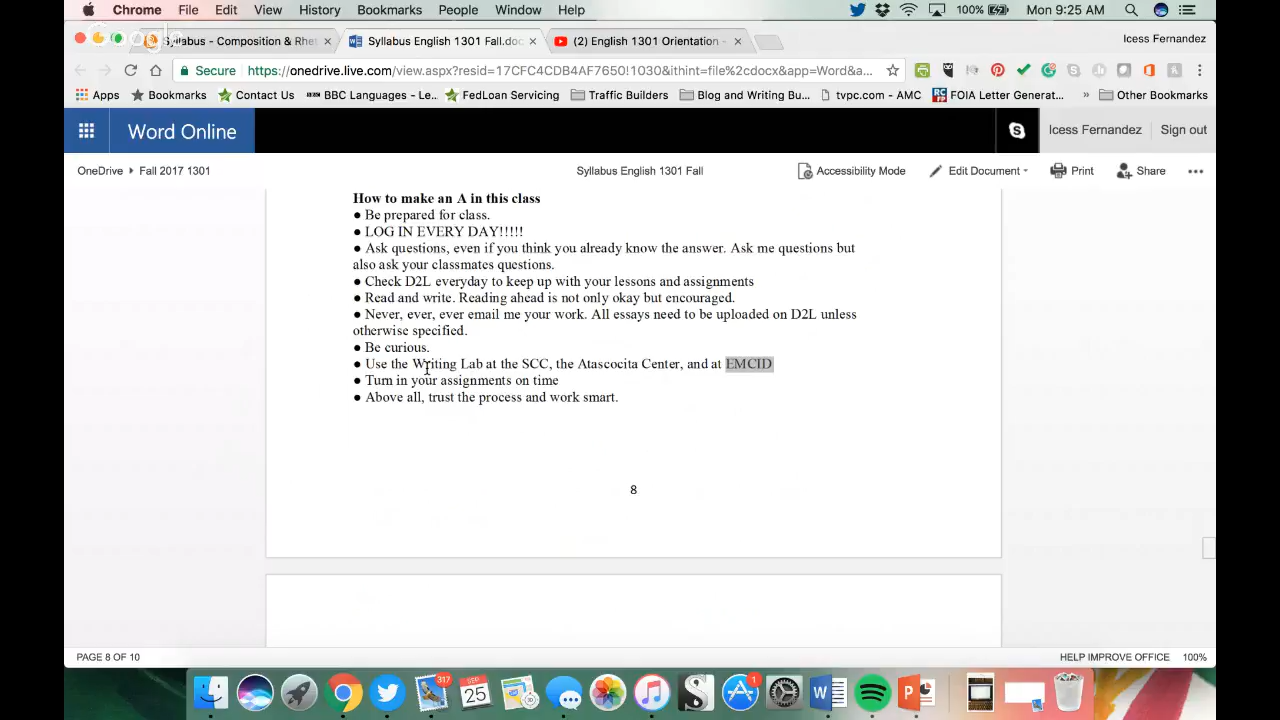 Chrome File Edit View History Bookmarks People Window Help 100% Mon 9:25 AM
Syllabus - Composition & Rhe Syllabus English 1301 Fall.doc (2) English 1301 Orientation - Icess Fernandez
Secure https://onedrive.live.com/view.aspx?resid=17CFC4CDB4AF7650!1030&ithint=file%2cdocx&app=Word&a...
Apps Bookmarks Contact Us BBC Languages - Le... FedLoan Servicing Traffic Builders Blog and Writing Bu... tvpc.com - AMC FOIA Letter Generat... » Other Bookmarks
Word Online Icess Fernandez Sign out
OneDrive Fall 2017 1301 Syllabus English 1301 Fall Accessibility Mode Edit Document Print Share
How to make an A in this class
● Be prepared for class.
● LOG IN EVERY DAY!!!!!
● Ask questions, even if you think you already know the answer. Ask me questions but
also ask your classmates questions.
● Check D2L everyday to keep up with your lessons and assignments
● Read and write. Reading ahead is not only okay but encouraged.
● Never, ever, ever email me your work. All essays need to be uploaded on D2L unless
otherwise specified.
● Be curious.
● Use the Writing Lab at the SCC, the Atascocita Center, and at EMCID
● Turn in your assignments on time
● Above all, trust the process and work smart.
8
PAGE 8 OF 10 HELP IMPROVE OFFICE 100%
317 SEP 25 1